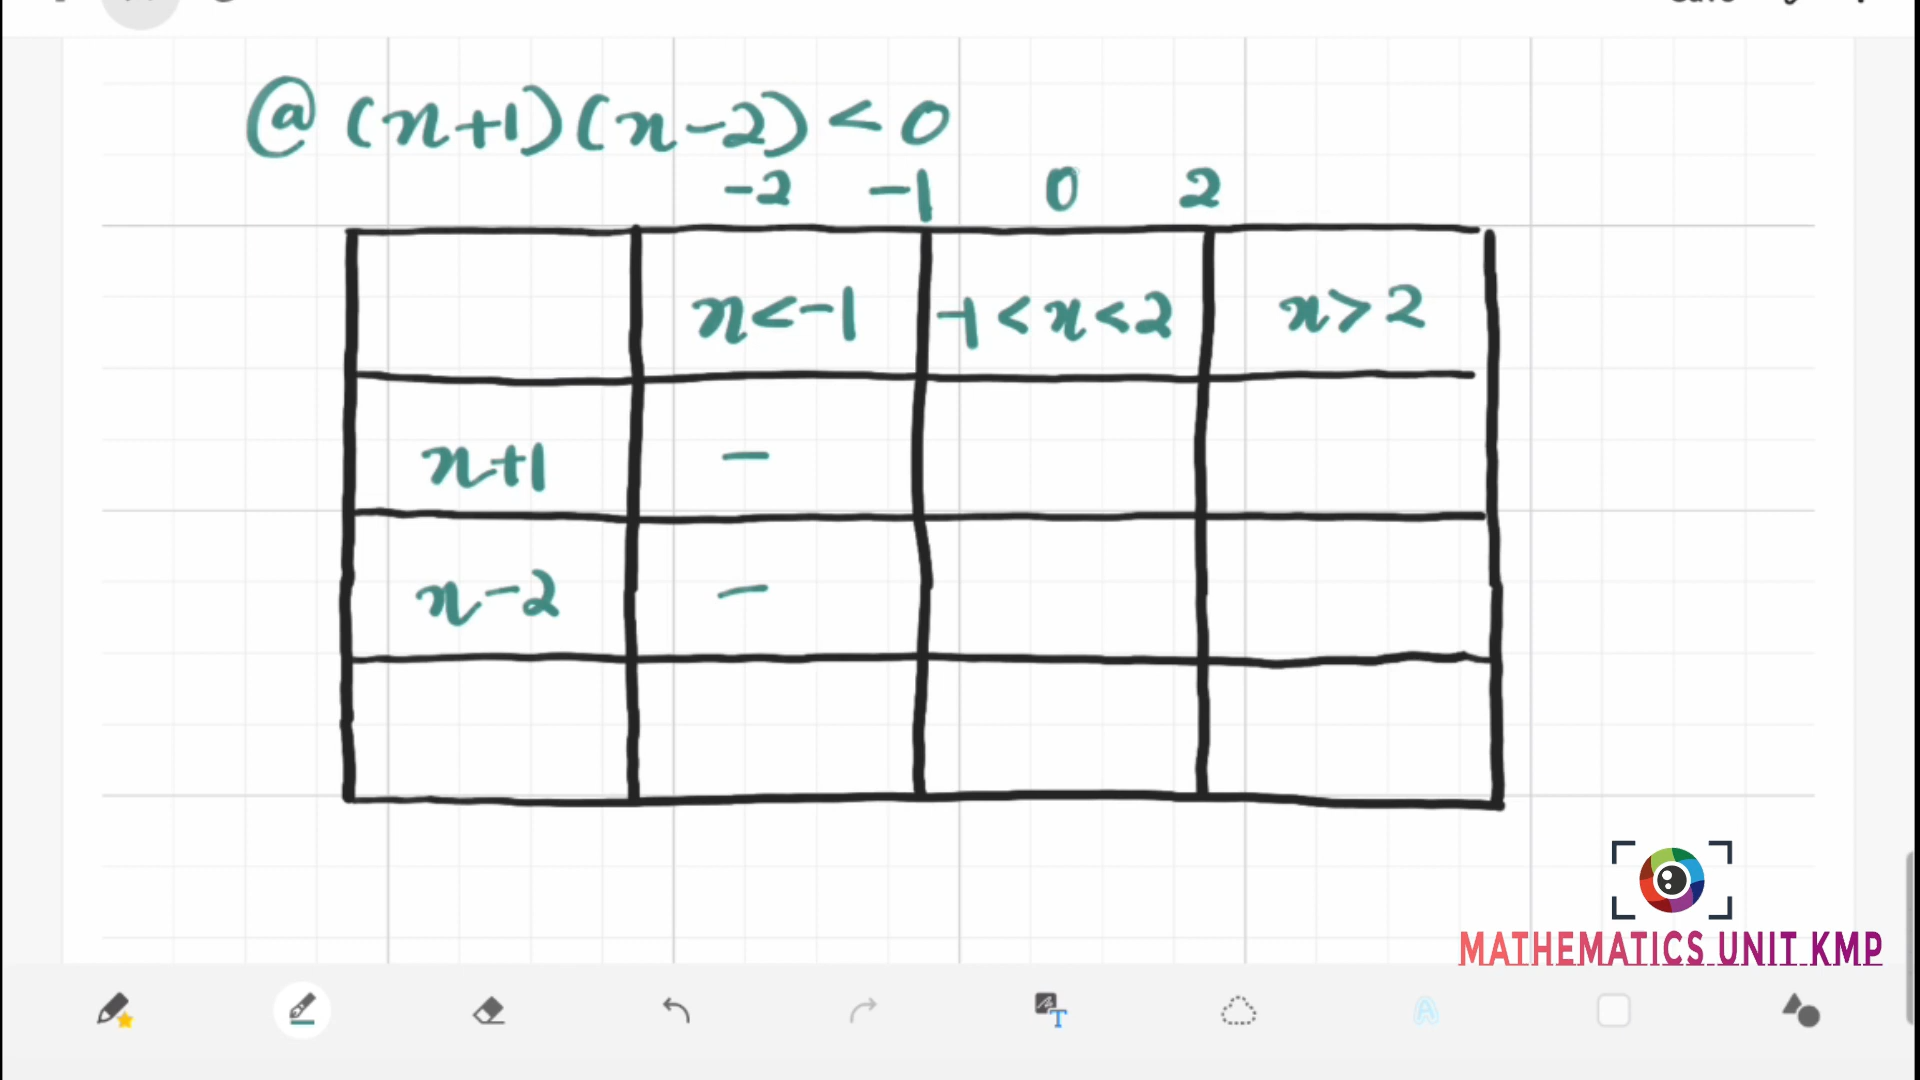 @ (x+1)(x-2) < 0
-2 -1 0 2
x<-1 -1<x<2 x>2
x+1 -
x-2 -
MATHEMATICS UNIT KMP